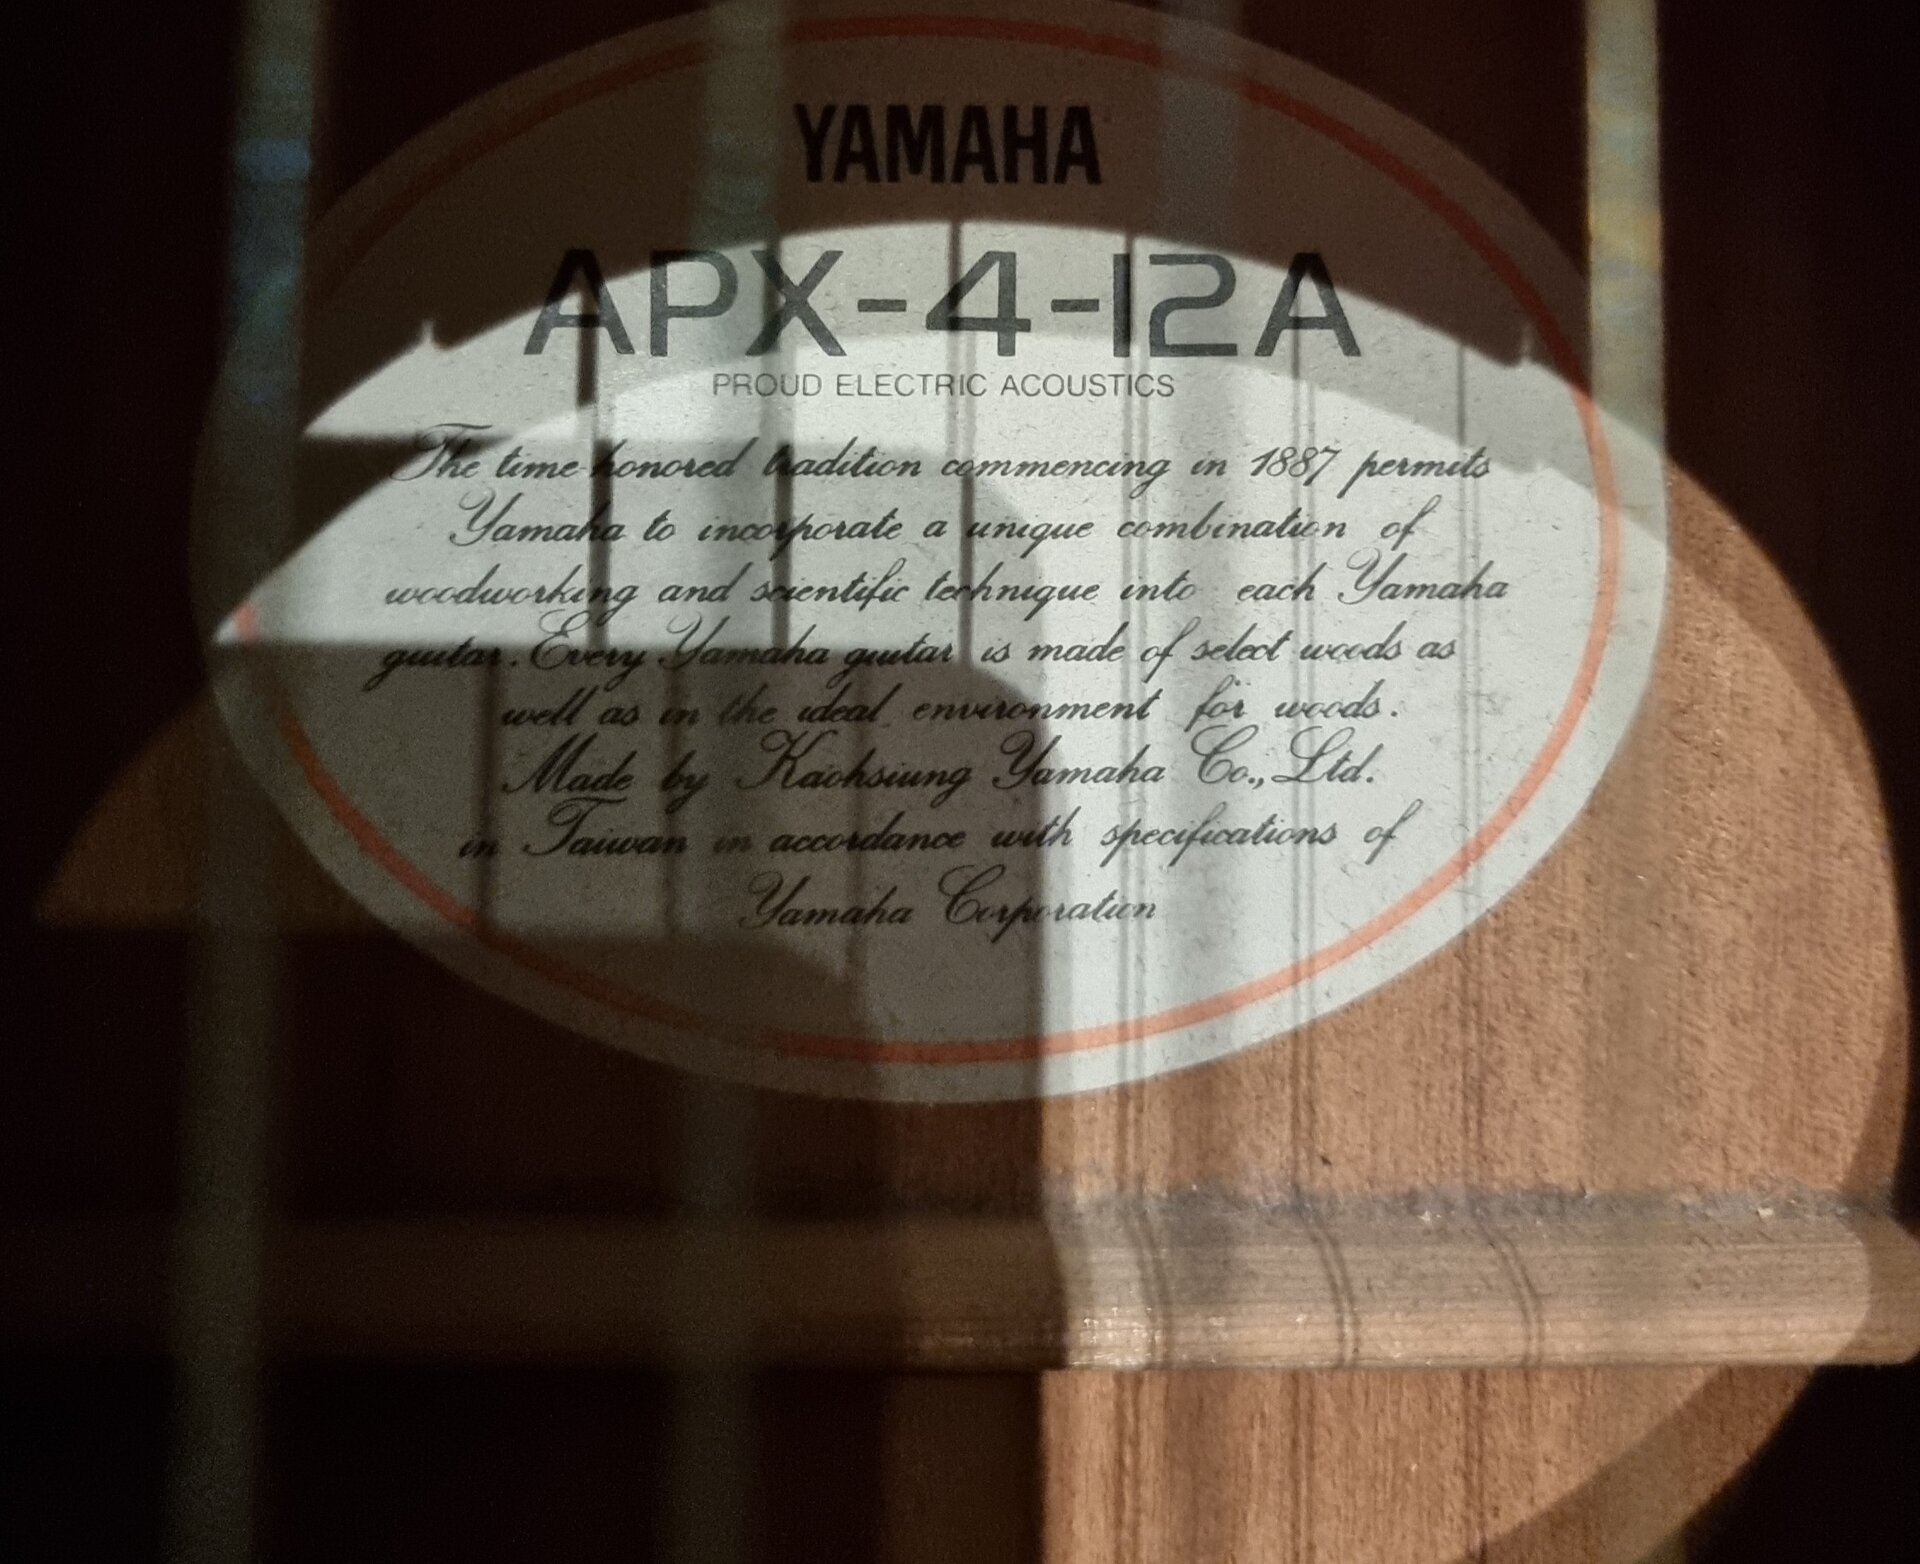 YAMAHA
APX-4-12A
PROUD ELECTRIC ACOUSTICS
The time honored tradition commencing in 1887 permits
Yamaha to incorporate a unique combination of
woodworking and scientific technique into each Yamaha
guitar. Every Yamaha guitar is made of select woods as
well as in the ideal environment for woods.
Made by Kaohsiung Yamaha Co., Ltd.
in Taiwan in accordance with specifications of
Yamaha Corporation